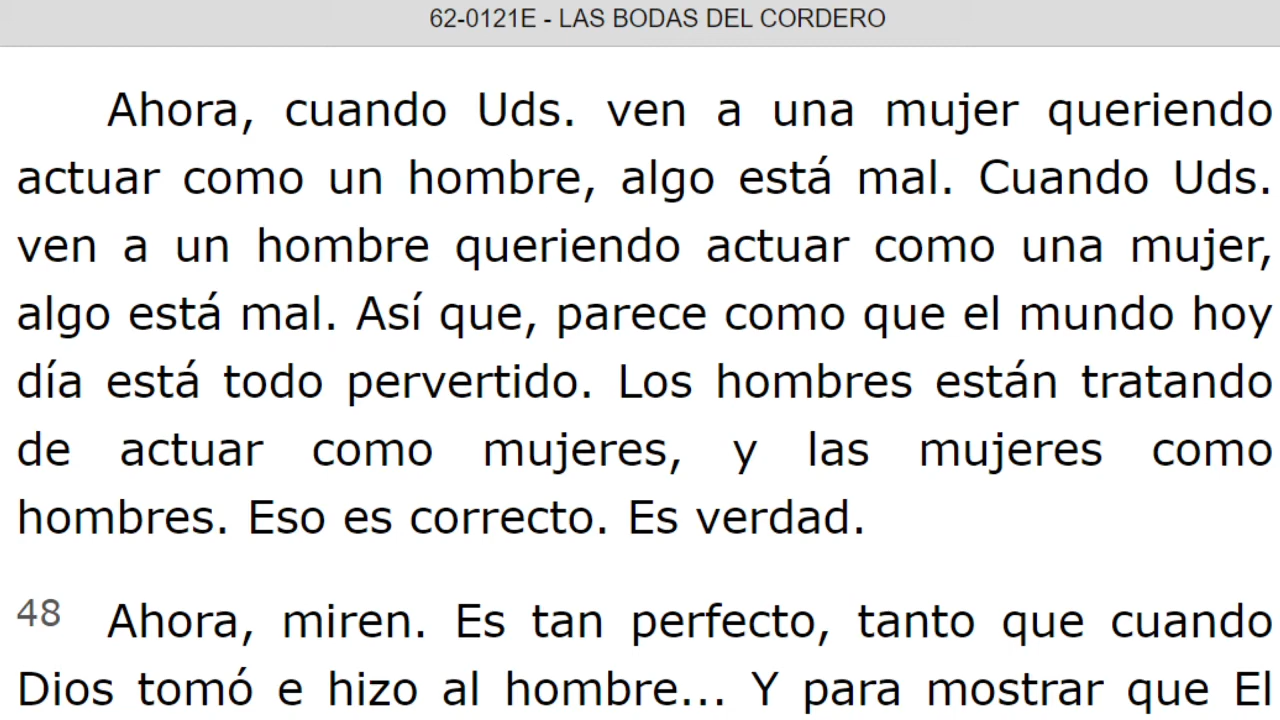 62-0121E - LAS BODAS DEL CORDERO
Ahora, cuando Uds. ven a una mujer queriendo
actuar como un hombre, algo está mal. Cuando Uds.
ven a un hombre queriendo actuar como una mujer,
algo está mal. Así que, parece como que el mundo hoy
día está todo pervertido. Los hombres están tratando
de actuar como mujeres, y las mujeres como
hombres. Eso es correcto. Es verdad.
48 Ahora, miren. Es tan perfecto, tanto que cuando
Dios tomó e hizo al hombre... Y para mostrar que El